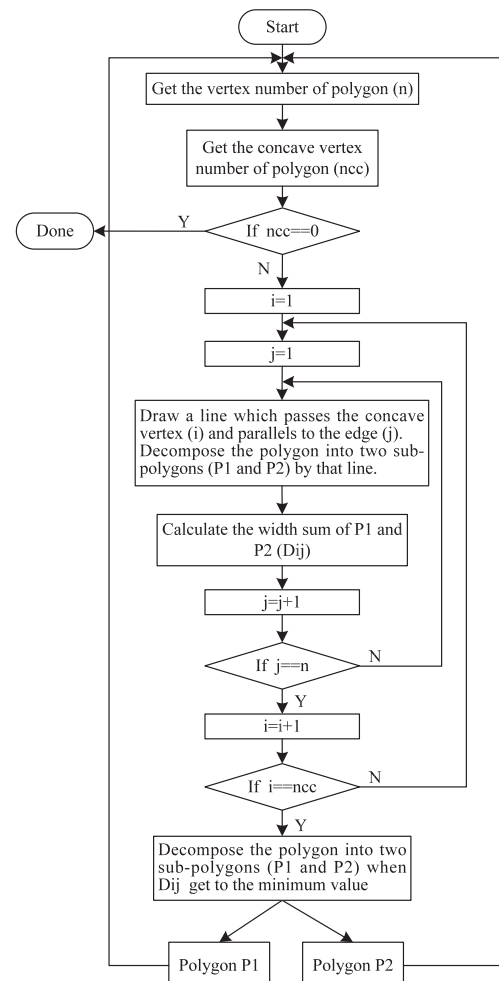 Start
Get the vertex number of polygon (n)
Get the concave vertex
number of polygon (ncc)
Done
Y
If ncc==0
N
i=1
j=1
Draw a line which passes the concave
vertex (i) and parallels to the edge (j).
Decompose the polygon into two sub-
polygons (P1 and P2) by that line.
Calculate the width sum of P1 and
P2 (Dij)
j=j+1
If j==n
N
Y
i=i+1
If i==ncc
N
Y
Decompose the polygon into two
sub-polygons (P1 and P2) when
Dij get to the minimum value
Polygon P1
Polygon P2